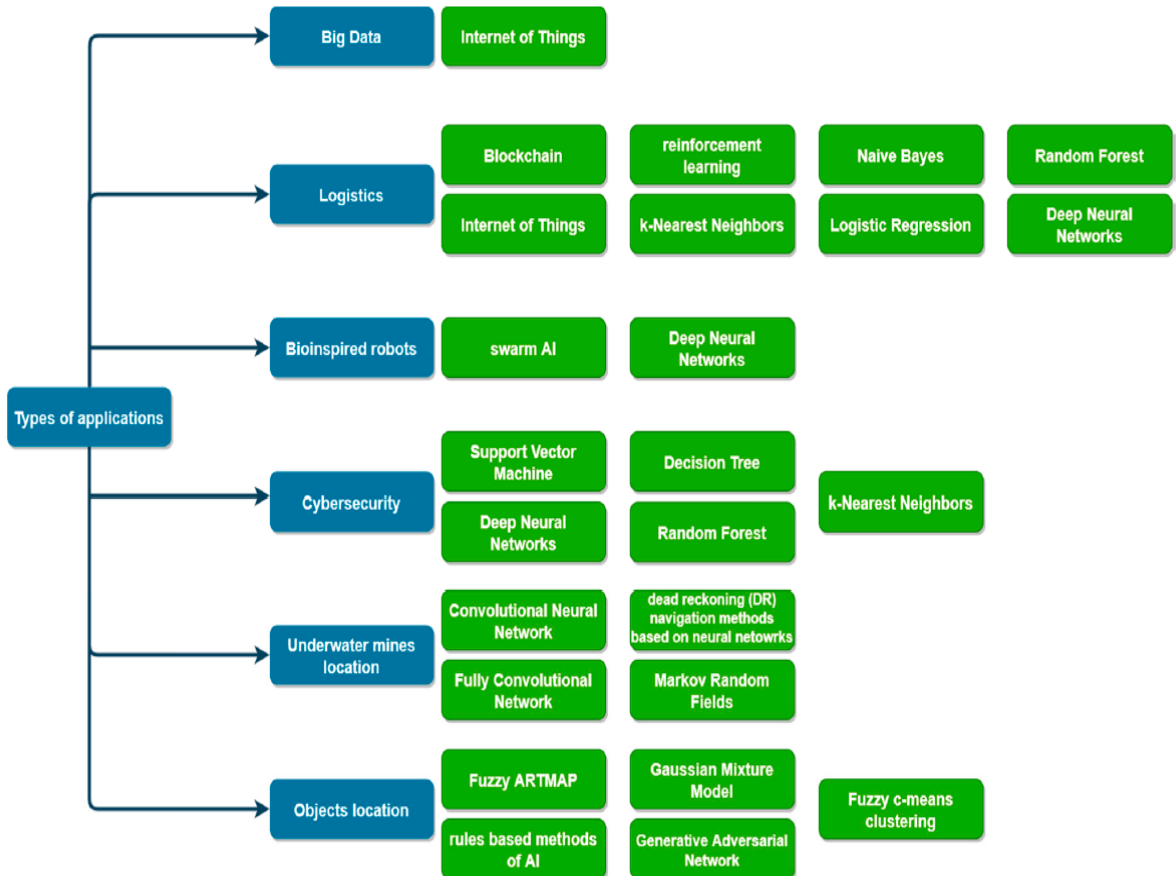 Big Data
Internet of Things
Blockchain
reinforcement
learning
Naive Bayes
Random Forest
Logistics
Internet of Things
k-Nearest Neighbors
Logistic Regression
Deep Neural
Networks
Bioinspired robots
swarm AI
Deep Neural
Networks
Types of applications
Support Vector
Machine
Decision Tree
Cybersecurity
k-Nearest Neighbors
Deep Neural
Networks
Random Forest
Convolutional Neural
Network
dead reckoning (DR)
navigation methods
based on neural netowrks
Underwater mines
location
Fully Convolutional
Network
Markov Random
Fields
Fuzzy ARTMAP
Gaussian Mixture
Model
Objects location
Fuzzy c-means
clustering
rules based methods
of AI
Generative Adversarial
Network